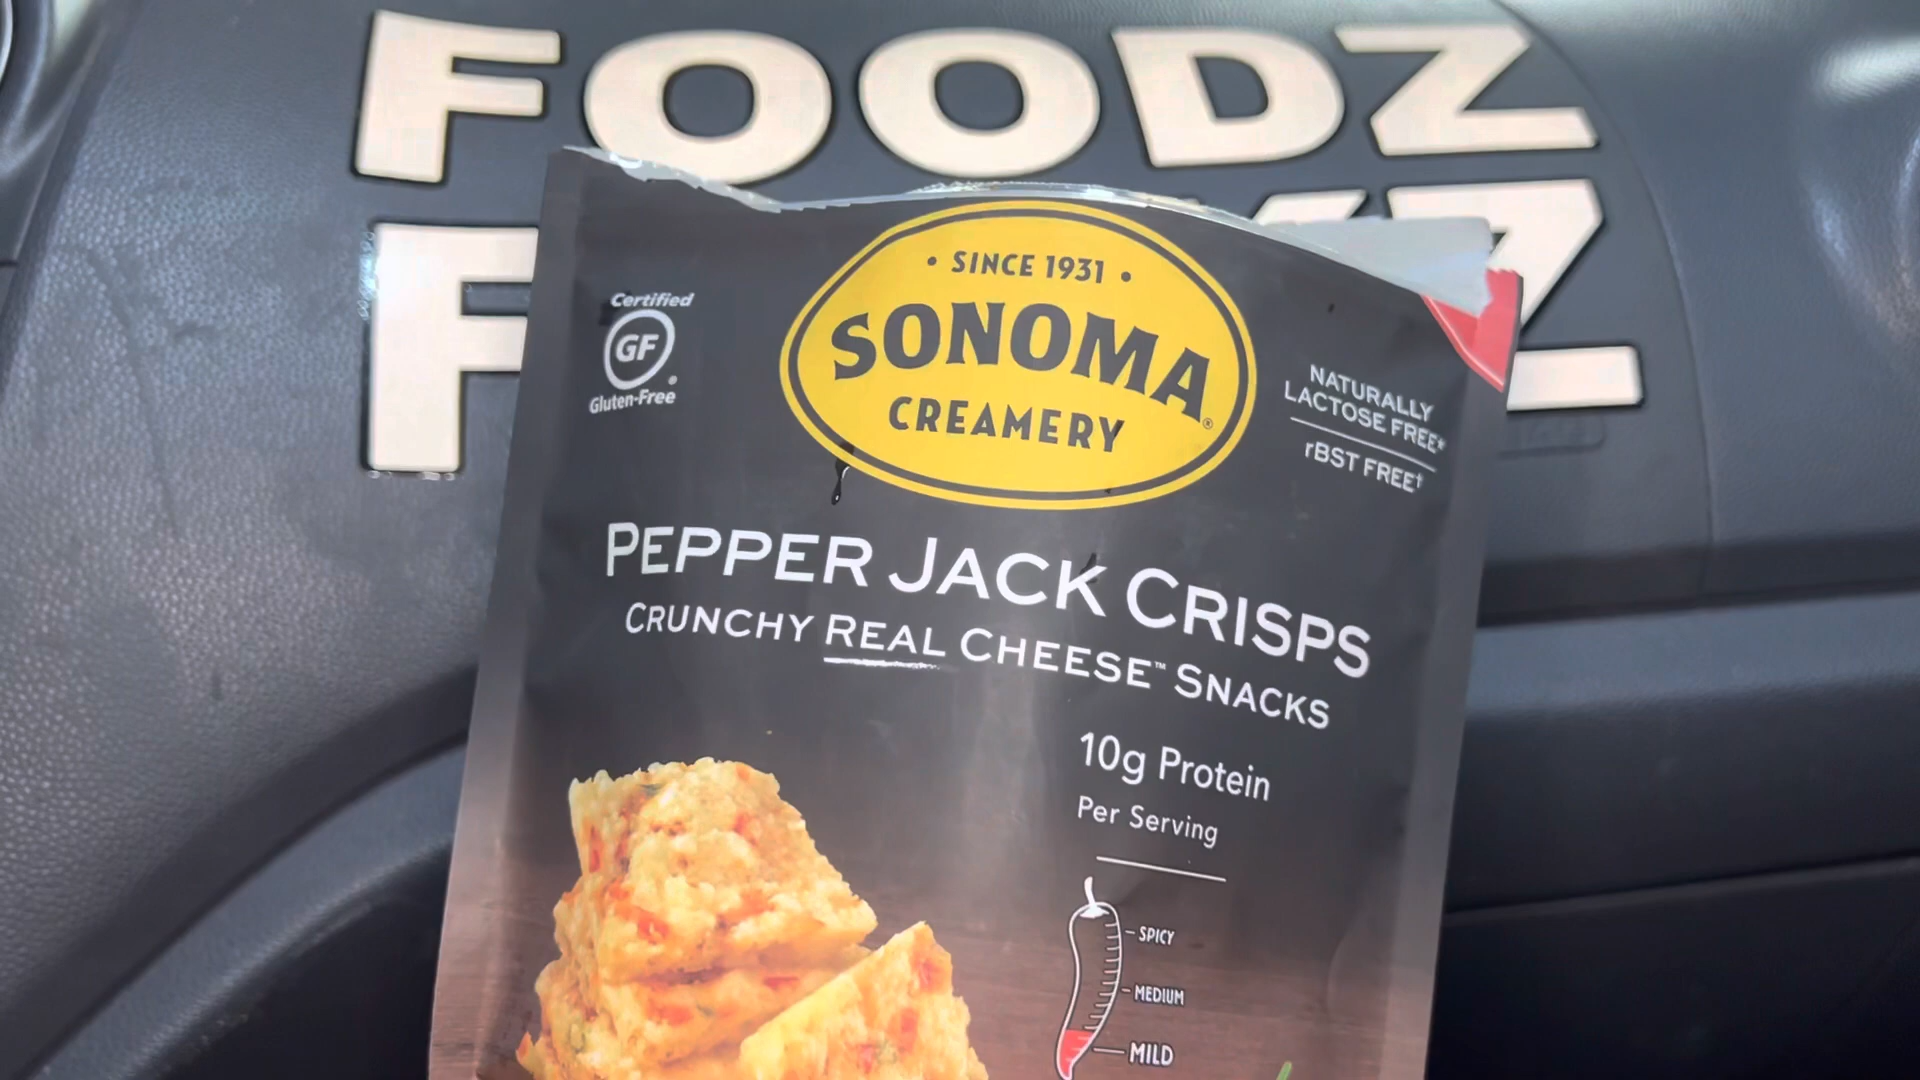 FOODZ
F
Z
• SINCE 1931 •
SONOMA®
CREAMERY
Certified
GF
Gluten-Free
NATURALLY
LACTOSE FREE*
rBST FREE†
PEPPER JACK CRISPS
CRUNCHY REAL CHEESE™ SNACKS
10g Protein
Per Serving
SPICY
MEDIUM
MILD